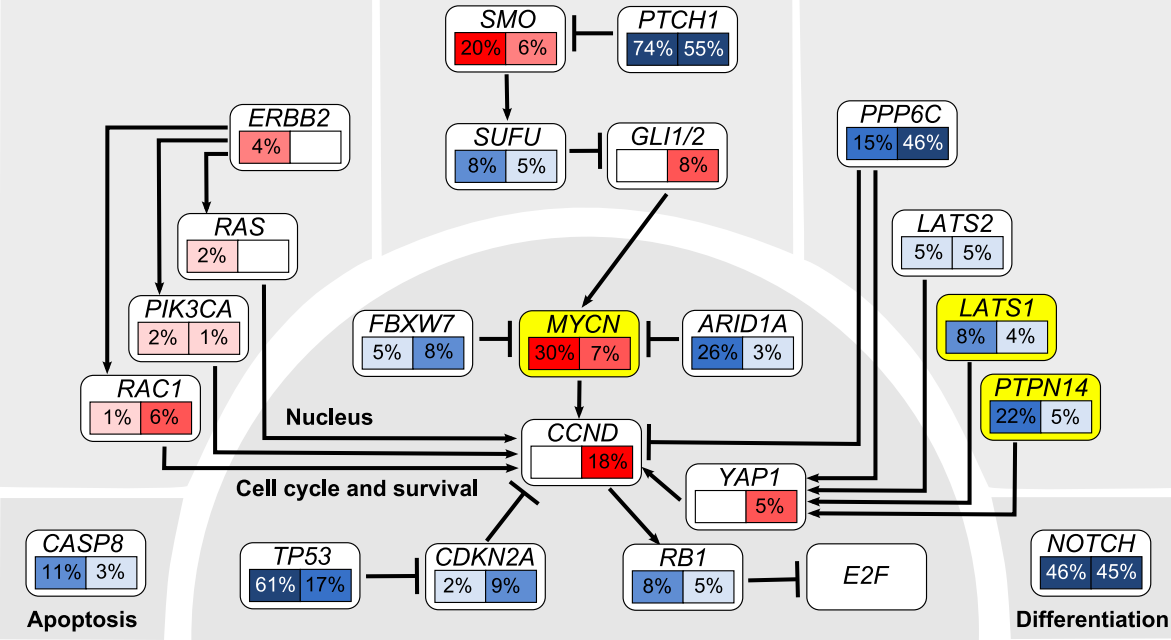 SMO
20% 6%
PTCH1
74% 55%
ERBB2
4%
SUFU
8% 5%
GLI1/2
8%
PPP6C
15% 46%
RAS
2%
LATS2
5% 5%
PIK3CA
2% 1%
FBXW7
5% 8%
MYCN
30% 7%
ARID1A
26% 3%
LATS1
8% 4%
RAC1
1% 6%
PTPN14
22% 5%
Nucleus
CCND
18%
Cell cycle and survival
YAP1
5%
CASP8
11% 3%
Apoptosis
TP53
61% 17%
CDKN2A
2% 9%
RB1
8% 5%
E2F
NOTCH
46% 45%
Differentiation